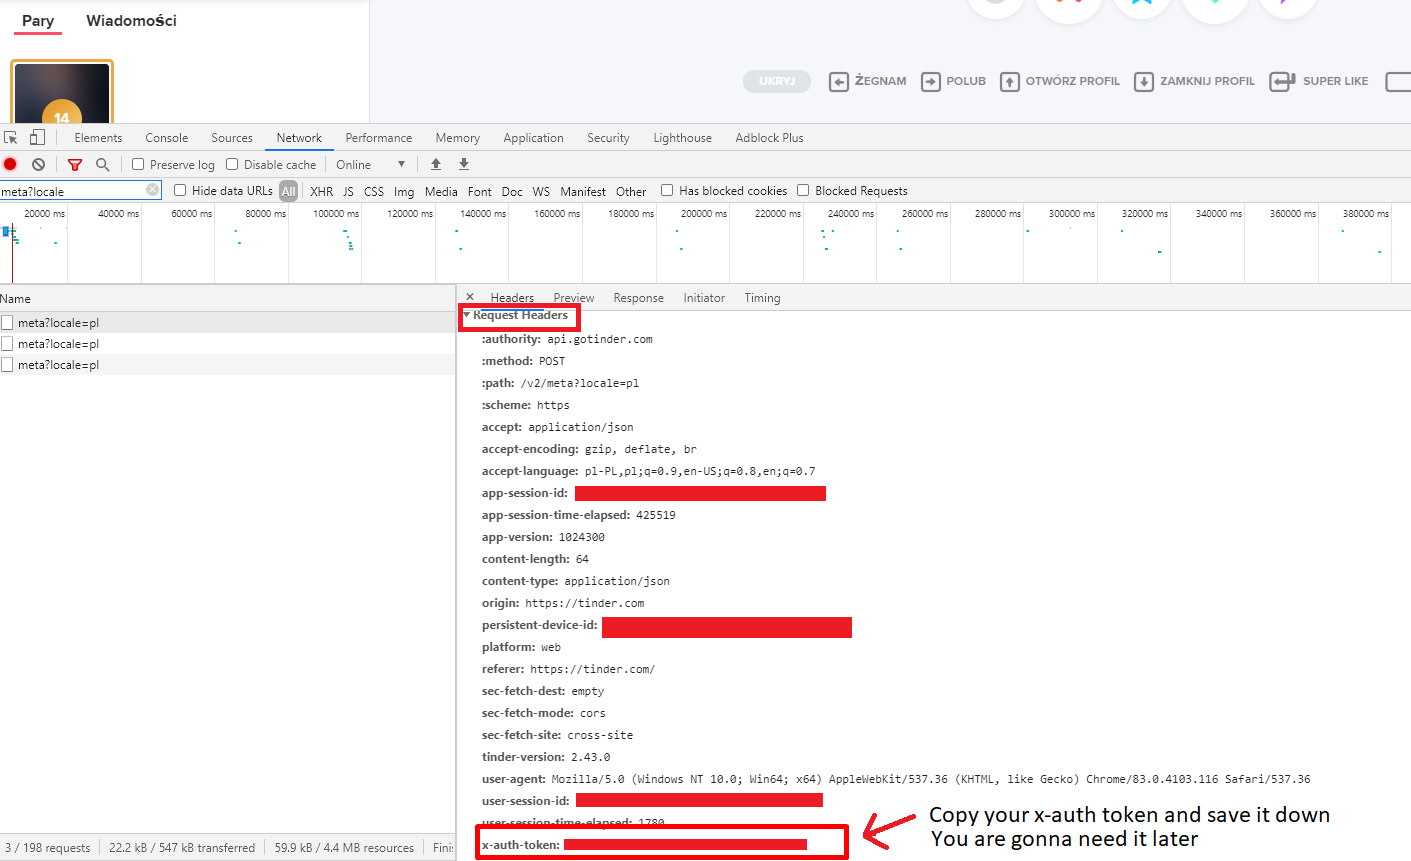 Pary Wiadomości
14
UKRYJ ŻEGNAM POLUB OTWÓRZ PROFIL ZAMKNIJ PROFIL SUPER LIKE
Elements Console Sources Network Performance Memory Application Security Lighthouse Adblock Plus
Preserve log Disable cache Online
meta?locale Hide data URLs All XHR JS CSS Img Media Font Doc WS Manifest Other Has blocked cookies Blocked Requests
20000 ms 40000 ms 60000 ms 80000 ms 100000 ms 120000 ms 140000 ms 160000 ms 180000 ms 200000 ms 220000 ms 240000 ms 260000 ms 280000 ms 300000 ms 320000 ms 340000 ms 360000 ms 380000 ms
Name
meta?locale=pl
meta?locale=pl
meta?locale=pl
× Headers Preview Response Initiator Timing
Request Headers
:authority: api.gotinder.com
:method: POST
:path: /v2/meta?locale=pl
:scheme: https
accept: application/json
accept-encoding: gzip, deflate, br
accept-language: pl-PL,pl;q=0.9,en-US;q=0.8,en;q=0.7
app-session-id:
app-session-time-elapsed: 425519
app-version: 1024300
content-length: 64
content-type: application/json
origin: https://tinder.com
persistent-device-id:
platform: web
referer: https://tinder.com/
sec-fetch-dest: empty
sec-fetch-mode: cors
sec-fetch-site: cross-site
tinder-version: 2.43.0
user-agent: Mozilla/5.0 (Windows NT 10.0; Win64; x64) AppleWebKit/537.36 (KHTML, like Gecko) Chrome/83.0.4103.116 Safari/537.36
user-session-id:
user-session-time-elapsed: 1780
x-auth-token:
Copy your x-auth token and save it down
You are gonna need it later
3 / 198 requests 22.2 kB / 547 kB transferred 59.9 kB / 4.4 MB resources Finis